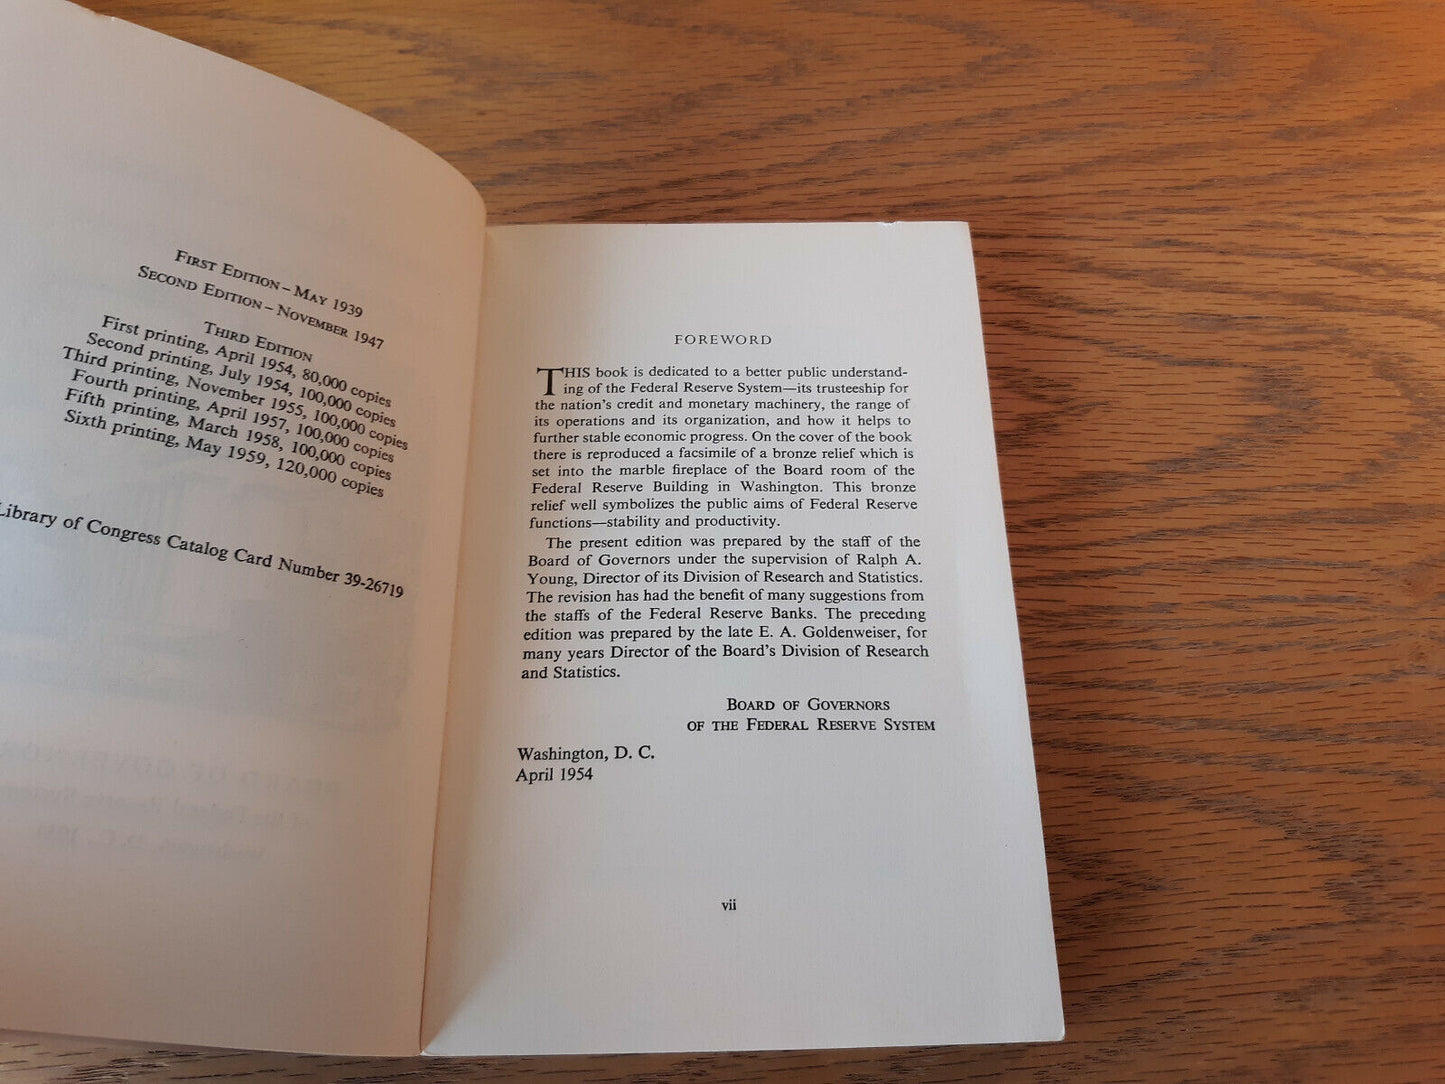 FIRST EDITION – MAY 1939
SECOND EDITION – NOVEMBER 1947
THIRD EDITION
First printing, April 1954, 80,000 copies
Second printing, July 1954, 100,000 copies
Third printing, November 1955, 100,000 copies
Fourth printing, April 1957, 100,000 copies
Fifth printing, March 1958, 100,000 copies
Sixth printing, May 1959, 120,000 copies
Library of Congress Catalog Card Number 39-26719
FOREWORD
THIS book is dedicated to a better public understand-
ing of the Federal Reserve System—its trusteeship for
the nation's credit and monetary machinery, the range of
its operations and its organization, and how it helps to
further stable economic progress. On the cover of the book
there is reproduced a facsimile of a bronze relief which is
set into the marble fireplace of the Board room of the
Federal Reserve Building in Washington. This bronze
relief well symbolizes the public aims of Federal Reserve
functions—stability and productivity.
The present edition was prepared by the staff of the
Board of Governors under the supervision of Ralph A.
Young, Director of its Division of Research and Statistics.
The revision has had the benefit of many suggestions from
the staffs of the Federal Reserve Banks. The preceding
edition was prepared by the late E. A. Goldenweiser, for
many years Director of the Board's Division of Research
and Statistics.
BOARD OF GOVERNORS
OF THE FEDERAL RESERVE SYSTEM
Washington, D. C.
April 1954
vii